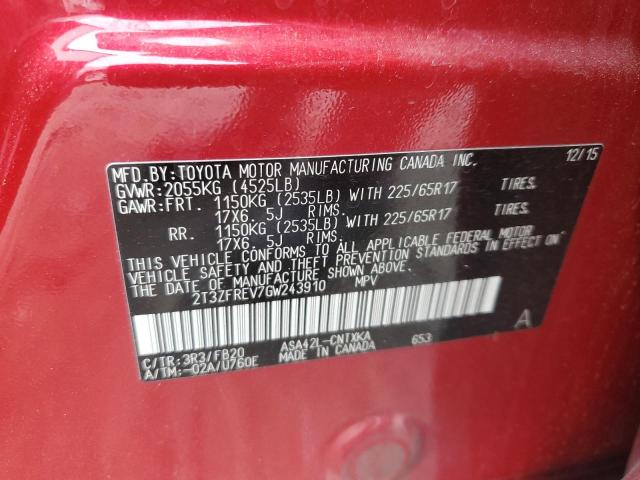 MFD.BY:TOYOTA MOTOR MANUFACTURING CANADA INC. 12/15
GVWR:2055KG (4525LB)
GAWR:FRT. 1150KG (2535LB) WITH 225/65R17 TIRES.
17X6. 5J RIMS.
RR. 1150KG (2535LB) WITH 225/65R17 TIRES.
17X6. 5J RIMS.
THIS VEHICLE CONFORMS TO ALL APPLICABLE FEDERAL MOTOR
VEHICLE SAFETY AND THEFT PREVENTION STANDARDS IN EFFECT ON
THE DATE OF MANUFACTURE SHOWN ABOVE.
2T3ZFREV7GW243910 MPV
A
C/TR:3R3/FB20 ASA42L-CNTXKA 653
A/TM:-02A/U760E MADE IN CANADA